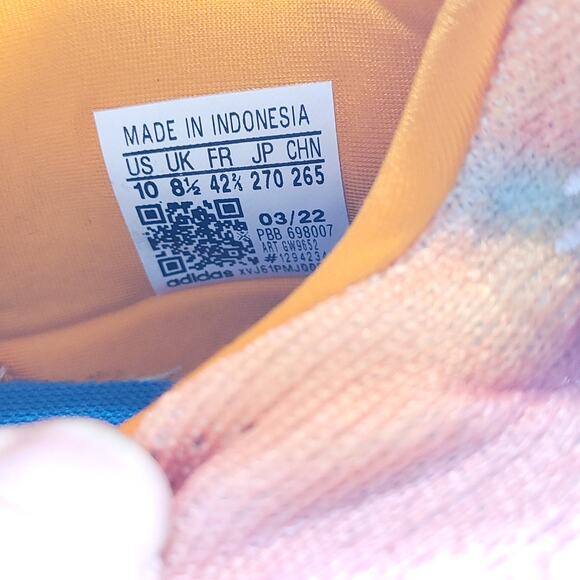 MADE IN INDONESIA
US UK FR JP CHN
10 8½ 42⅔ 270 265
03/22
PBB 698007
ART GW9652
adidas